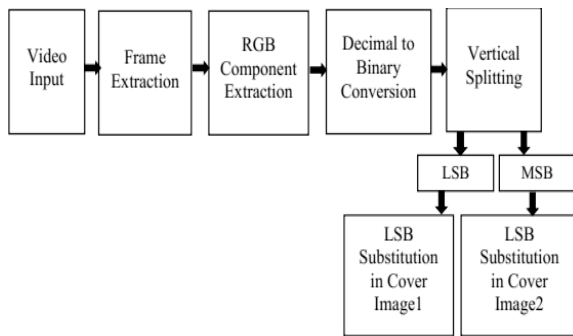 Video
Input
Frame
Extraction
RGB
Component
Extraction
Decimal to
Binary
Conversion
Vertical
Splitting
LSB
MSB
LSB
Substitution
in Cover
Image1
LSB
Substitution
in Cover
Image2